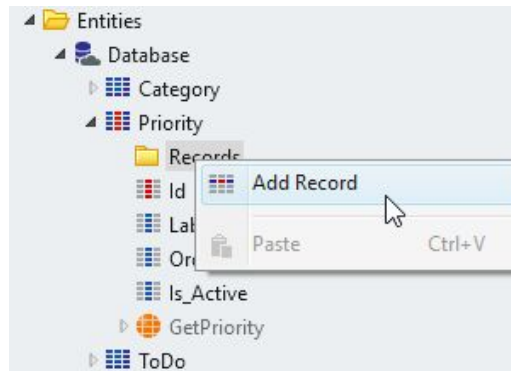 Entities
Database
Category
Priority
Records
Id
Add Record
Paste Ctrl+V
Is_Active
GetPriority
ToDo